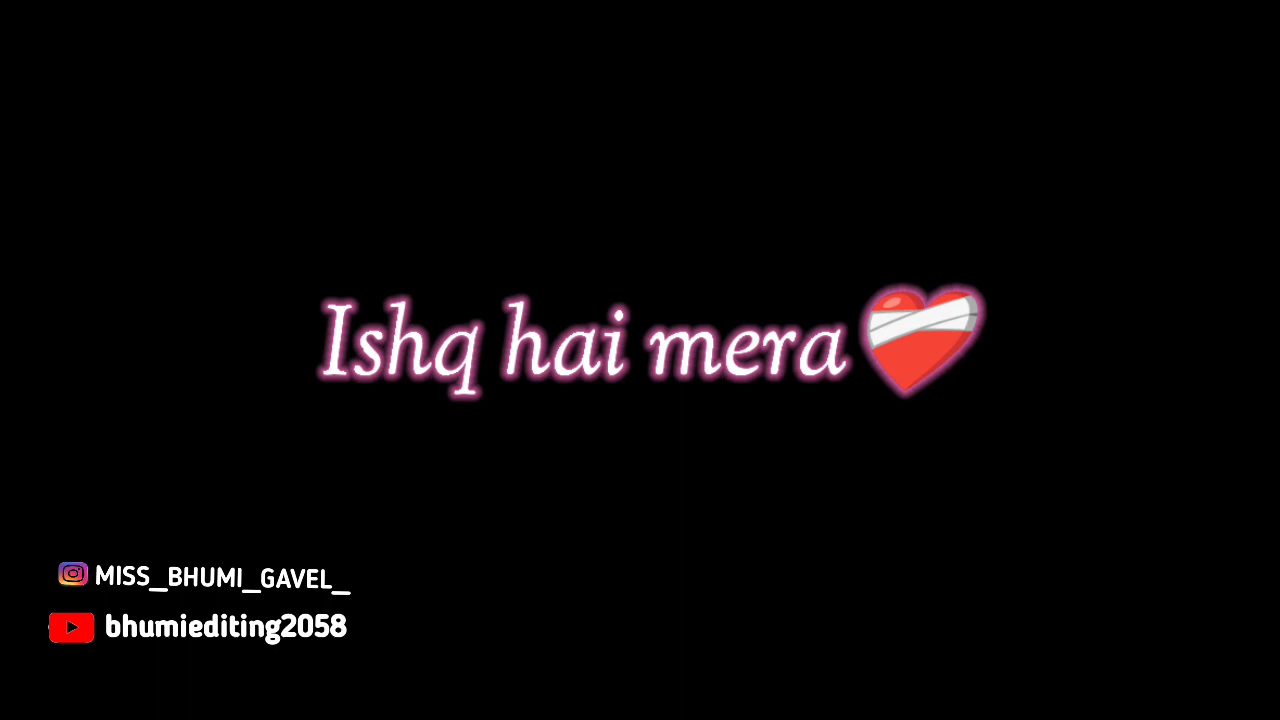 Ishq hai mera❤️‍🩹
MISS_BHUMI_GAVEL_
bhumiediting2058